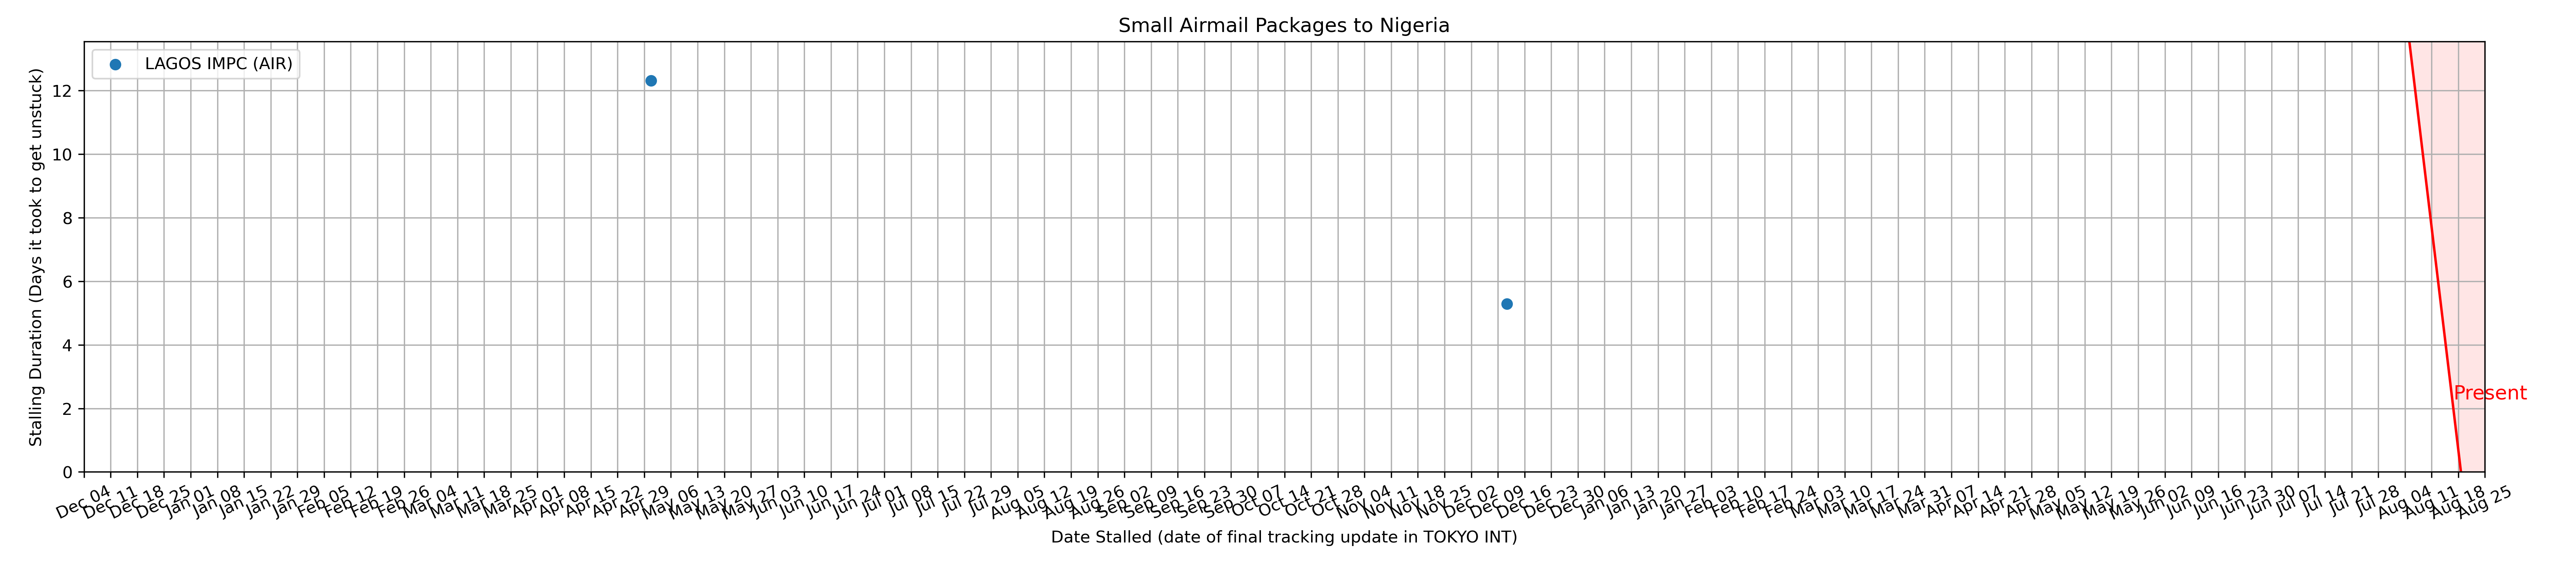 Small Airmail Packages to Nigeria
LAGOS IMPC (AIR)
Stalling Duration (Days it took to get unstuck)
12
10
8
6
4
2
0
Present
Dec 04 Dec 11 Dec 18 Dec 25 Jan 01 Jan 08 Jan 15 Jan 22 Jan 29 Feb 05 Feb 12 Feb 19 Feb 26 Mar 04 Mar 11 Mar 18 Mar 25 Apr 01 Apr 08 Apr 15 Apr 22 Apr 29 May 06 May 13 May 20 May 27 Jun 03 Jun 10 Jun 17 Jun 24 Jul 01 Jul 08 Jul 15 Jul 22 Jul 29 Aug 05 Aug 12 Aug 19 Aug 26 Sep 02 Sep 09 Sep 16 Sep 23 Sep 30 Oct 07 Oct 14 Oct 21 Oct 28 Nov 04 Nov 11 Nov 18 Nov 25 Dec 02 Dec 09 Dec 16 Dec 23 Dec 30 Jan 06 Jan 13 Jan 20 Jan 27 Feb 03 Feb 10 Feb 17 Feb 24 Mar 03 Mar 10 Mar 17 Mar 24 Mar 31 Apr 07 Apr 14 Apr 21 Apr 28 May 05 May 12 May 19 May 26 Jun 02 Jun 09 Jun 16 Jun 23 Jun 30 Jul 07 Jul 14 Jul 21 Jul 28 Aug 04 Aug 11 Aug 18 Aug 25
Date Stalled (date of final tracking update in TOKYO INT)